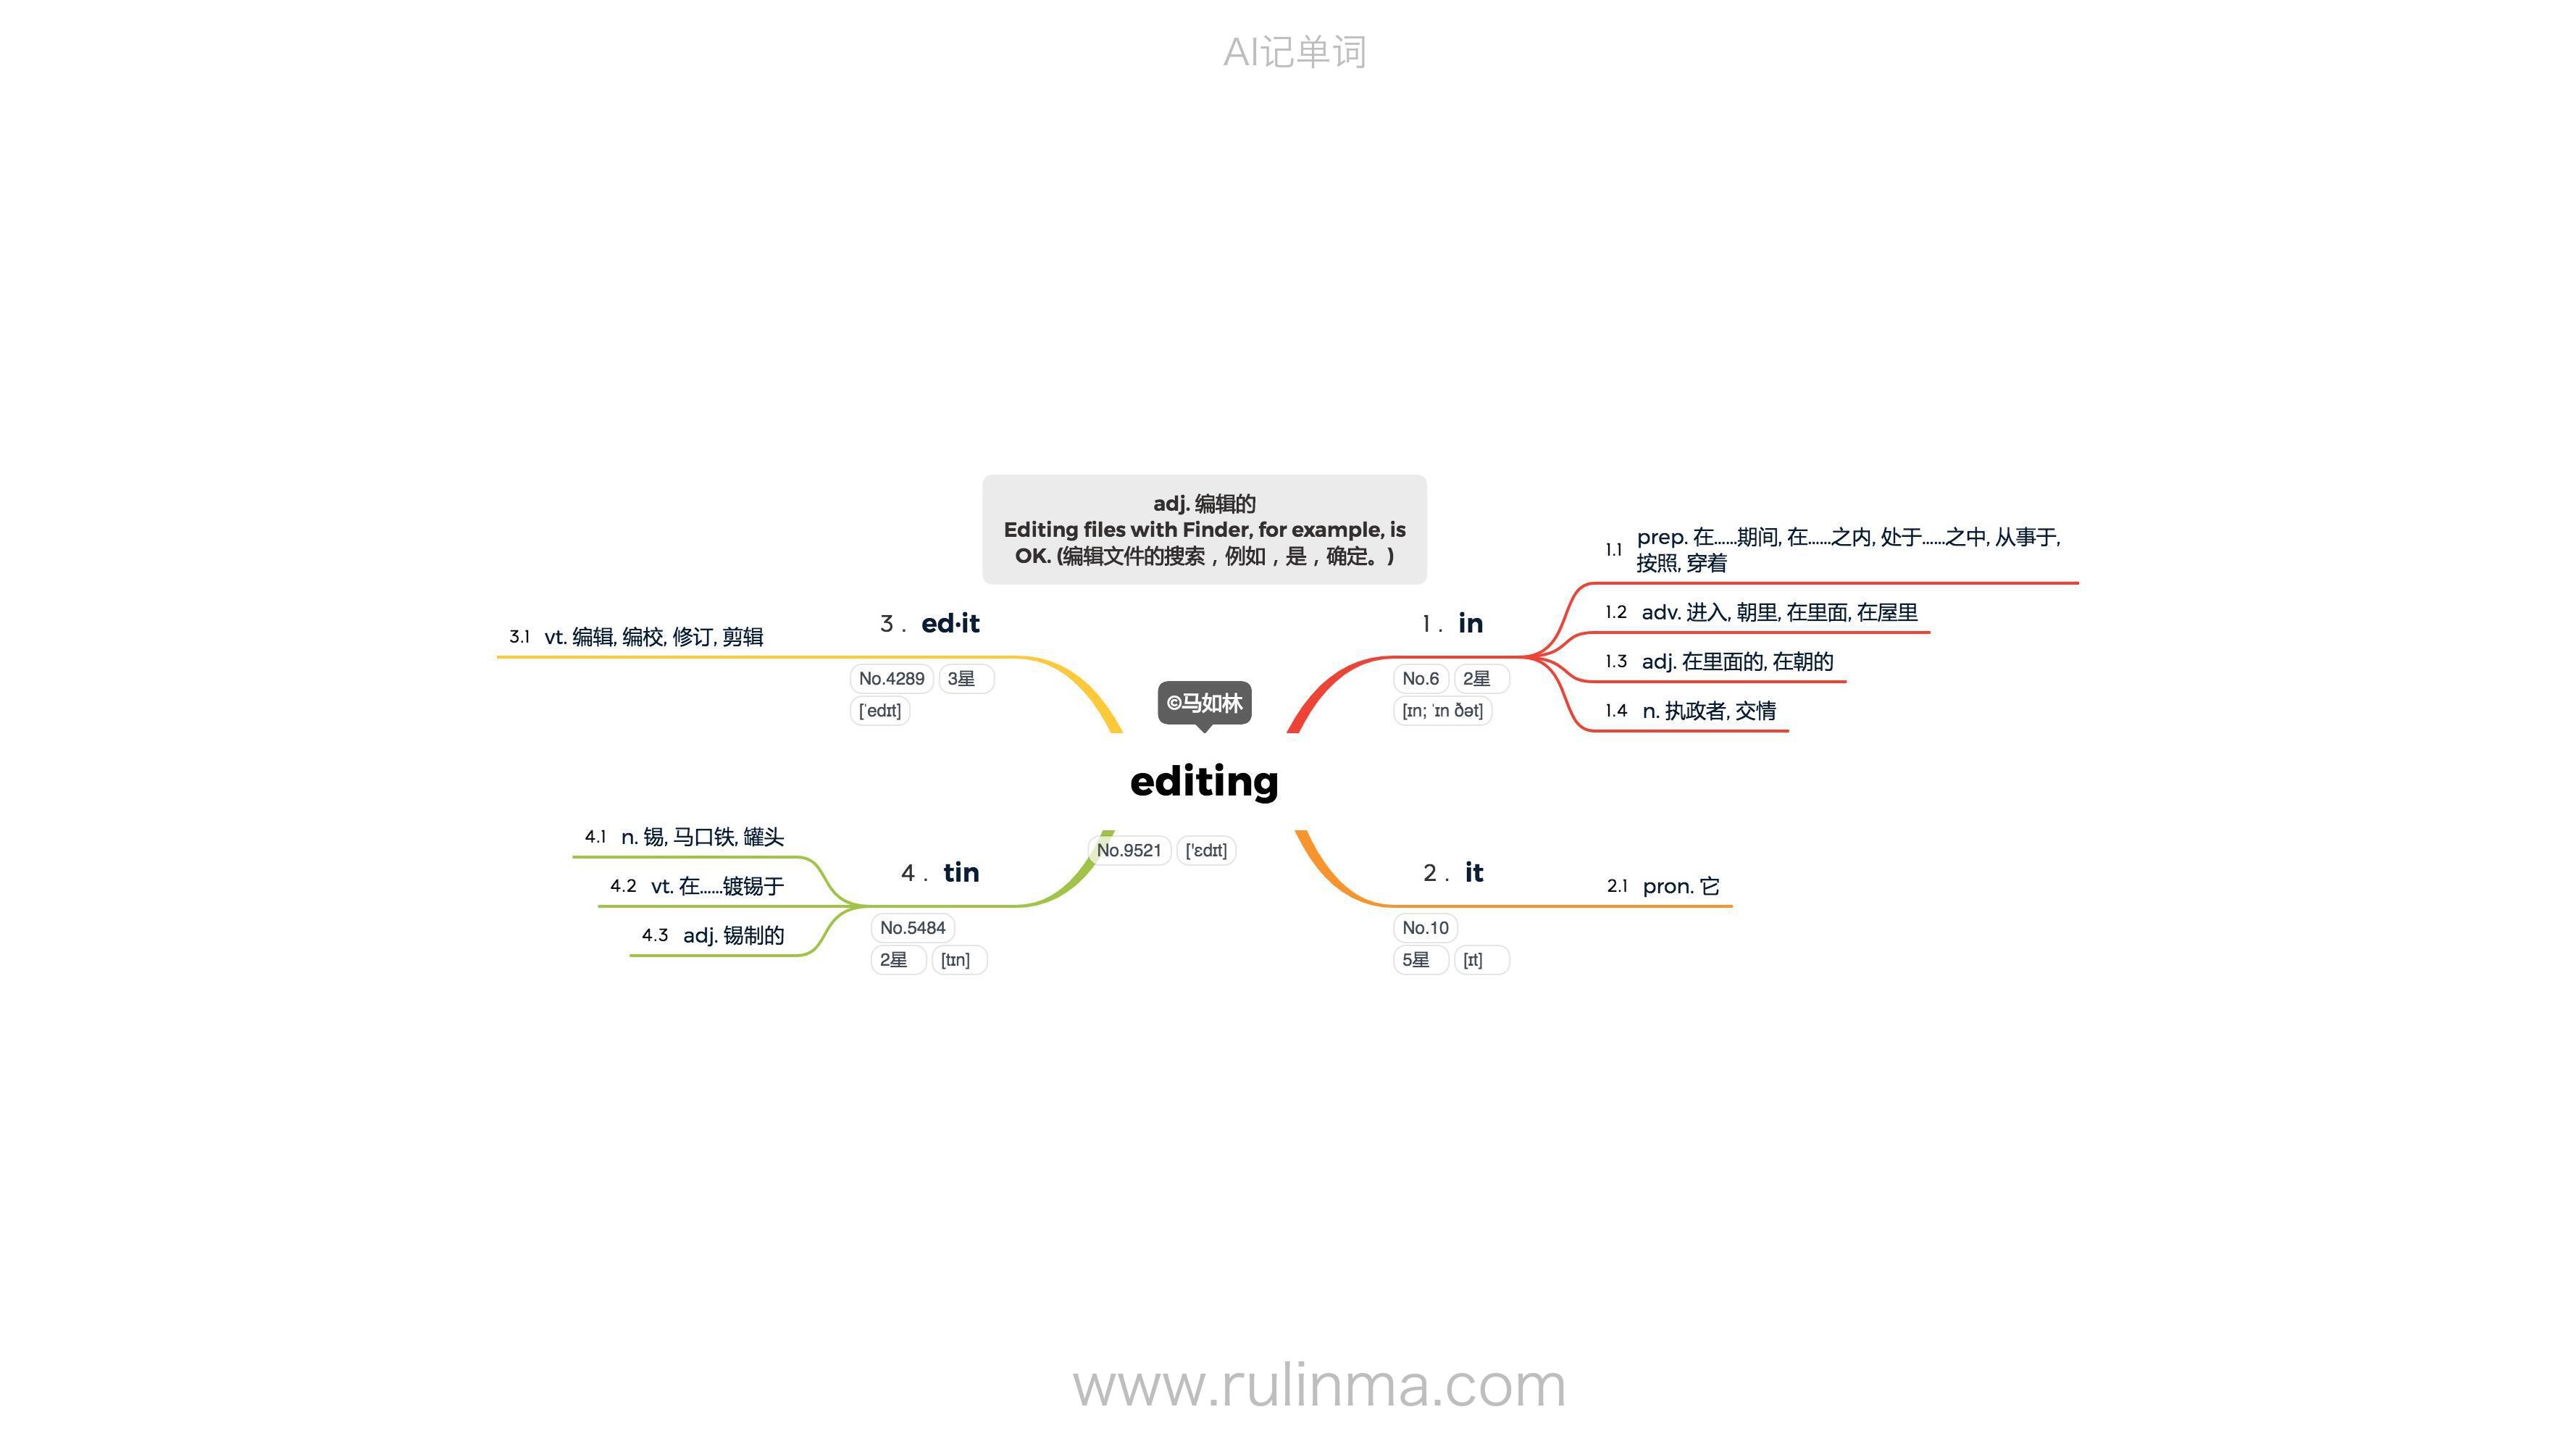 AI记单词
adj. 编辑的
Editing files with Finder, for example, is
OK. (编辑文件的搜索，例如，是，确定。)
©马如林
editing
No.9521 ['ɛdɪt]
1 . in
No.6 2星
[ɪn; ˈɪn ðət]
1.1 prep. 在……期间, 在……之内, 处于……之中, 从事于,
按照, 穿着
1.2 adv. 进入, 朝里, 在里面, 在屋里
1.3 adj. 在里面的, 在朝的
1.4 n. 执政者, 交情
2 . it
No.10
5星 [ɪt]
2.1 pron. 它
3 . ed·it
No.4289 3星
[ˈedɪt]
3.1 vt. 编辑, 编校, 修订, 剪辑
4 . tin
No.5484
2星 [tɪn]
4.1 n. 锡, 马口铁, 罐头
4.2 vt. 在……镀锡于
4.3 adj. 锡制的
www.rulinma.com